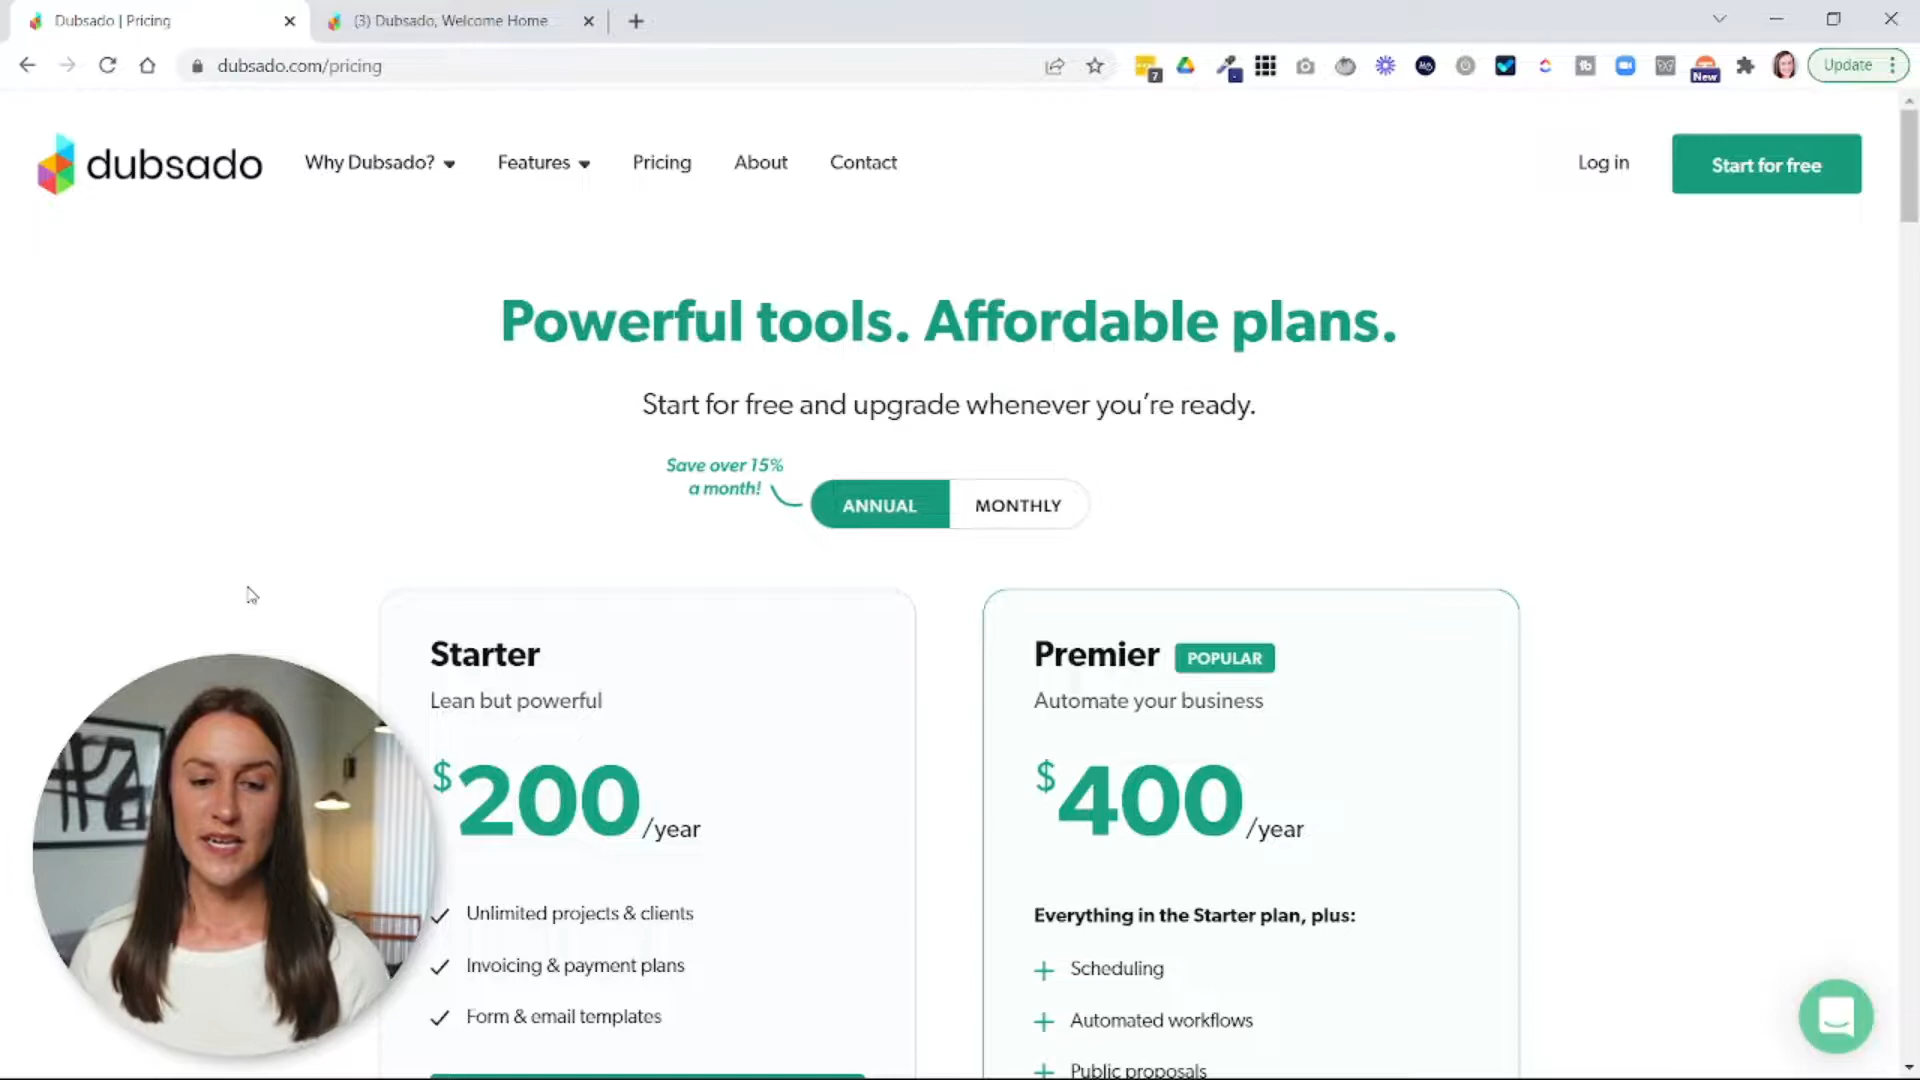 Dubsado | Pricing
(3) Dubsado, Welcome Home
dubsado.com/pricing
7
New
Update
dubsado
Why Dubsado?
Features
Pricing
About
Contact
Log in
Start for free
Powerful tools. Affordable plans.
Start for free and upgrade whenever you're ready.
Save over 15%
a month!
ANNUAL
MONTHLY
Starter
Lean but powerful
$200/year
Unlimited projects & clients
Invoicing & payment plans
Form & email templates
Premier
POPULAR
Automate your business
$400/year
Everything in the Starter plan, plus:
Scheduling
Automated workflows
Public proposals